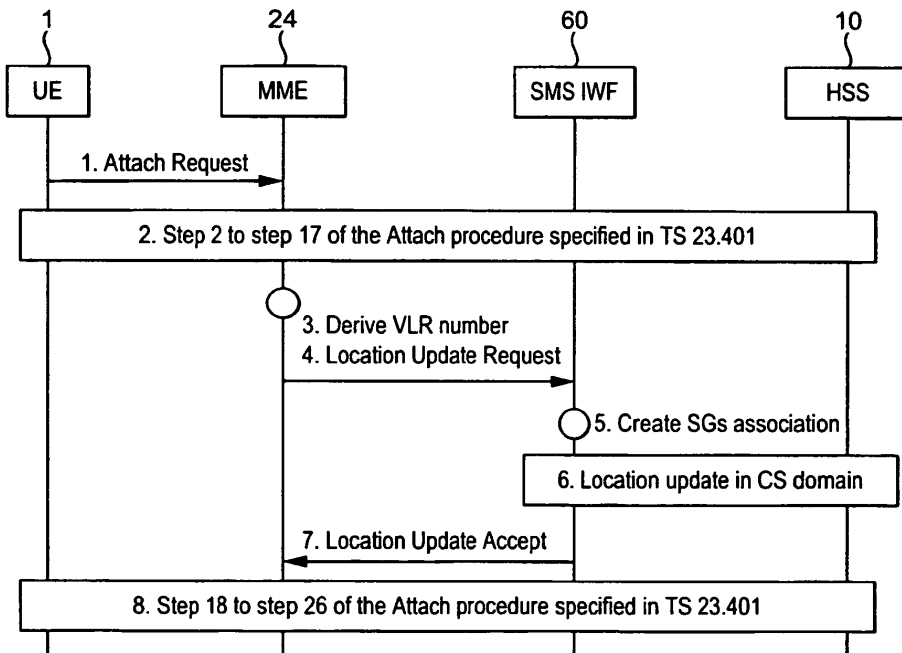 1 24 60 10
UE MME SMS IWF HSS
1. Attach Request
2. Step 2 to step 17 of the Attach procedure specified in TS 23.401
3. Derive VLR number
4. Location Update Request
5. Create SGs association
6. Location update in CS domain
7. Location Update Accept
8. Step 18 to step 26 of the Attach procedure specified in TS 23.401